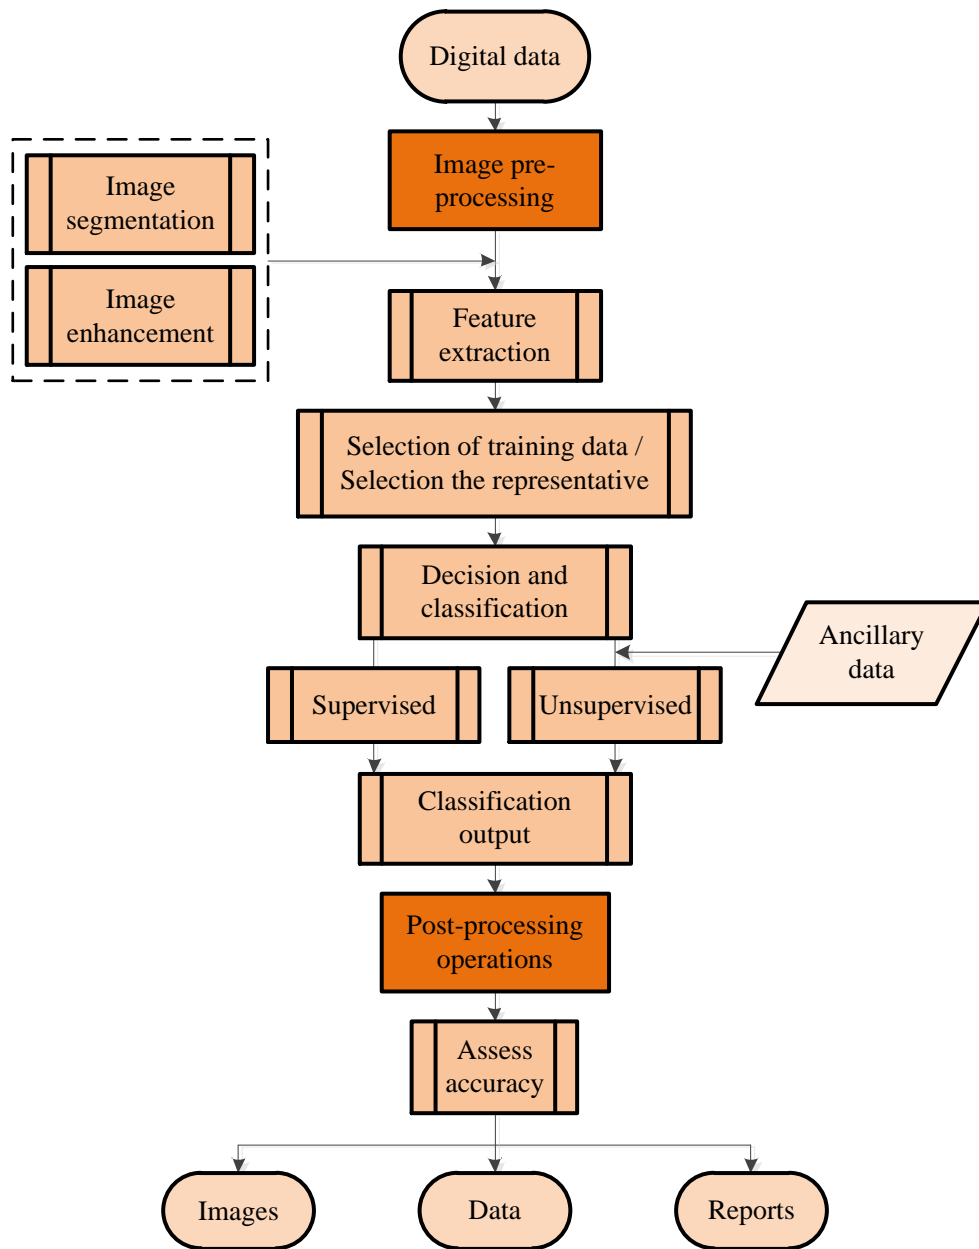 Digital data
Image pre-
processing
Image
segmentation
Image
enhancement
Feature
extraction
Selection of training data /
Selection the representative
Decision and
classification
Ancillary
data
Supervised
Unsupervised
Classification
output
Post-processing
operations
Assess
accuracy
Images
Data
Reports